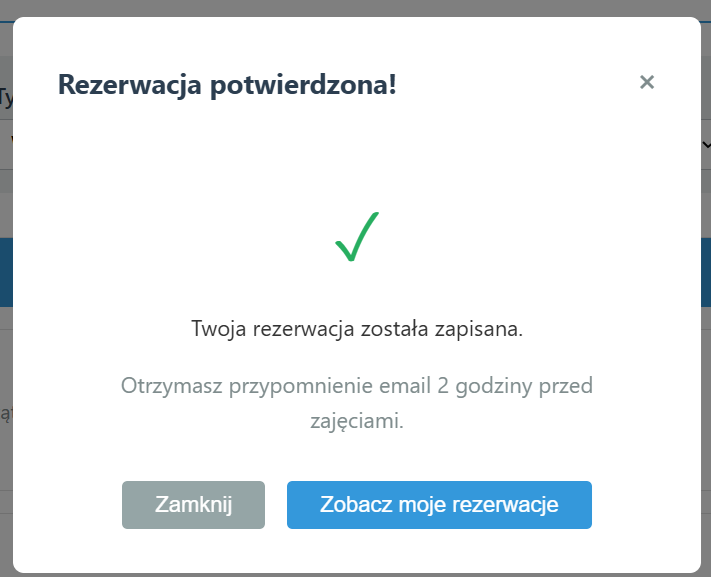 Rezerwacja potwierdzona!
×
✓
Twoja rezerwacja została zapisana.
Otrzymasz przypomnienie email 2 godziny przed
zajęciami.
Zamknij
Zobacz moje rezerwacje